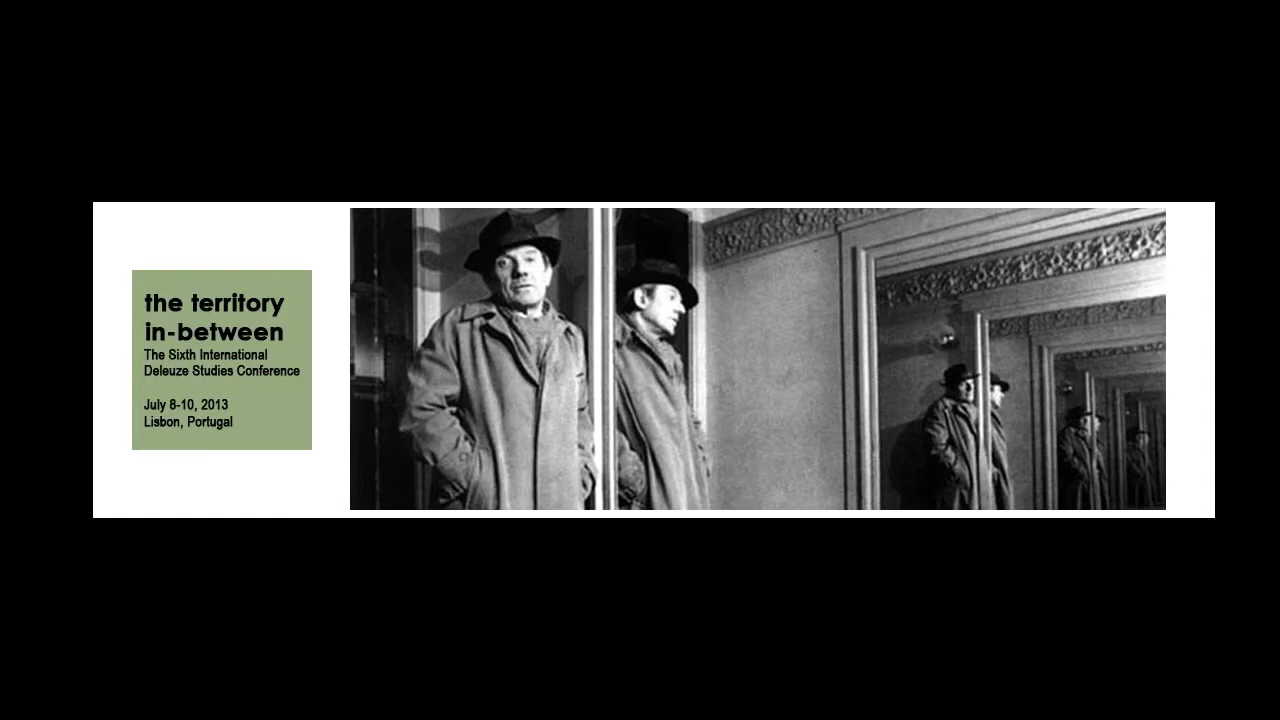 the territory
in-between
The Sixth International
Deleuze Studies Conference
July 8-10, 2013
Lisbon, Portugal